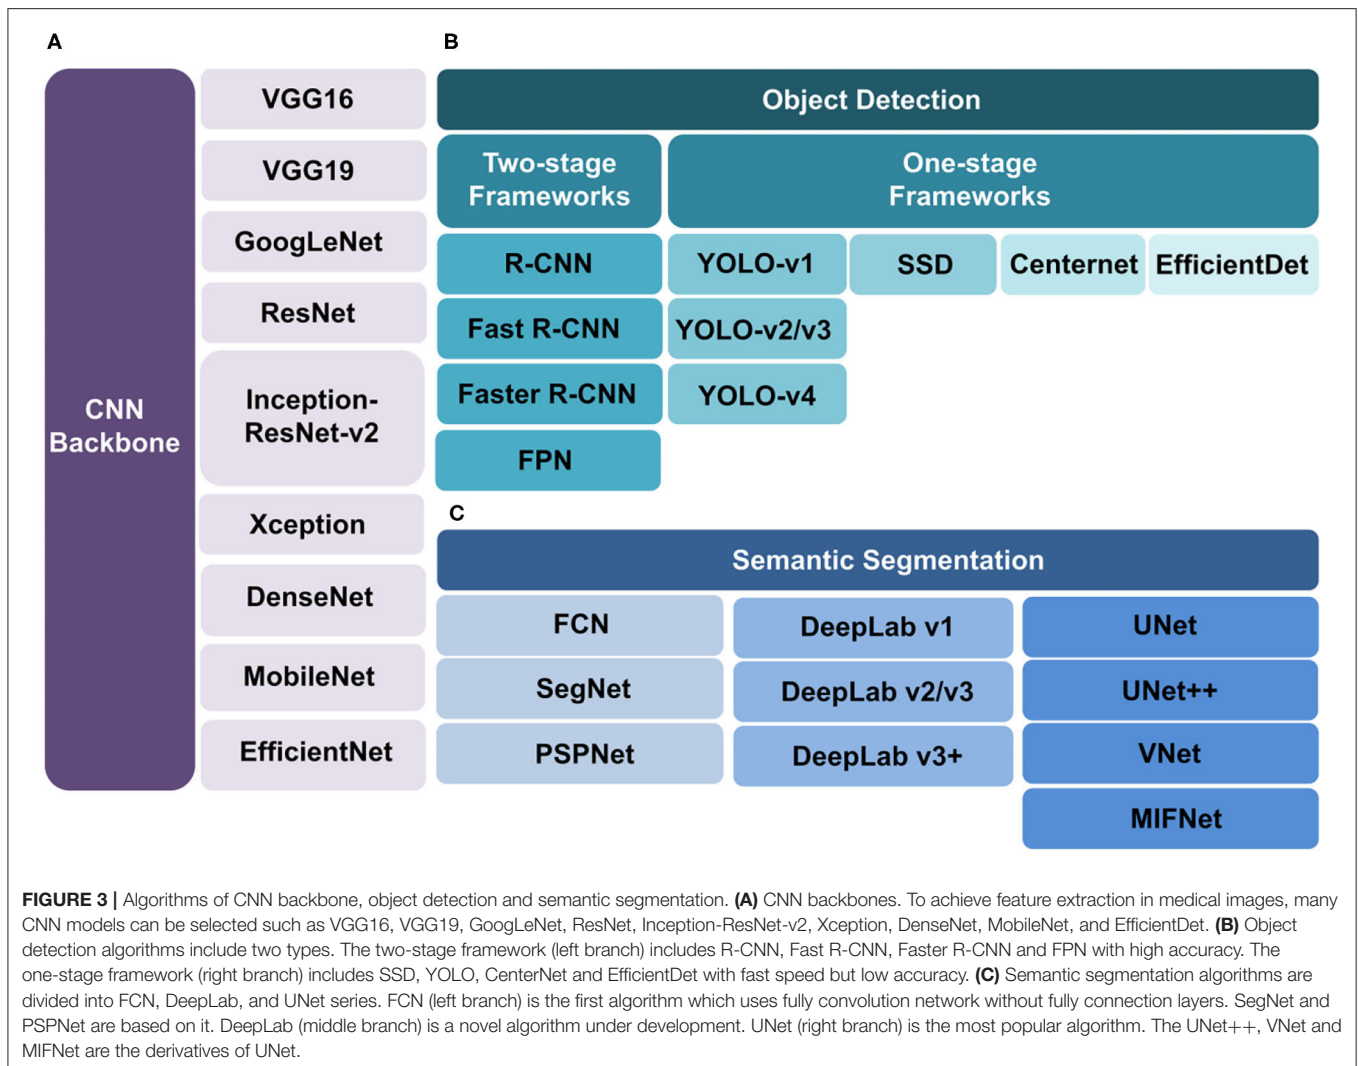 A
CNN
Backbone
VGG16
VGG19
GoogLeNet
ResNet
Inception-
ResNet-v2
Xception
DenseNet
MobileNet
EfficientNet
B
Object Detection
Two-stage
Frameworks
One-stage
Frameworks
R-CNN
YOLO-v1
SSD
Centernet
EfficientDet
Fast R-CNN
YOLO-v2/v3
Faster R-CNN
YOLO-v4
FPN
C
Semantic Segmentation
FCN
DeepLab v1
UNet
SegNet
DeepLab v2/v3
UNet++
PSPNet
DeepLab v3+
VNet
MIFNet
FIGURE 3 | Algorithms of CNN backbone, object detection and semantic segmentation. (A) CNN backbones. To achieve feature extraction in medical images, many
CNN models can be selected such as VGG16, VGG19, GoogLeNet, ResNet, Inception-ResNet-v2, Xception, DenseNet, MobileNet, and EfficientDet. (B) Object
detection algorithms include two types. The two-stage framework (left branch) includes R-CNN, Fast R-CNN, Faster R-CNN and FPN with high accuracy. The
one-stage framework (right branch) includes SSD, YOLO, CenterNet and EfficientDet with fast speed but low accuracy. (C) Semantic segmentation algorithms are
divided into FCN, DeepLab, and UNet series. FCN (left branch) is the first algorithm which uses fully convolution network without fully connection layers. SegNet and
PSPNet are based on it. DeepLab (middle branch) is a novel algorithm under development. UNet (right branch) is the most popular algorithm. The UNet++, VNet and
MIFNet are the derivatives of UNet.